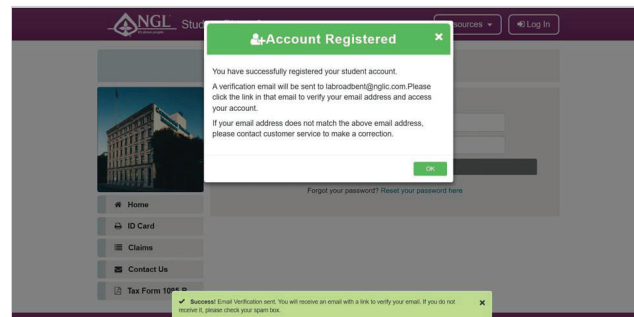 NGL
It's about people.
Stud
sources
Log In
Account Registered
×
You have successfully registered your student account.
A verification email will be sent to labroadbent@nglic.com.Please
click the link in that email to verify your email address and access
your account.
If your email address does not match the above email address,
please contact customer service to make a correction.
OK
Forgot your password? Reset your password here
Home
ID Card
Claims
Contact Us
Tax Form 1095 B
Success! Email Verification sent. You will receive an email with a link to verify your email. If you do not
receive it, please check your spam box.
×